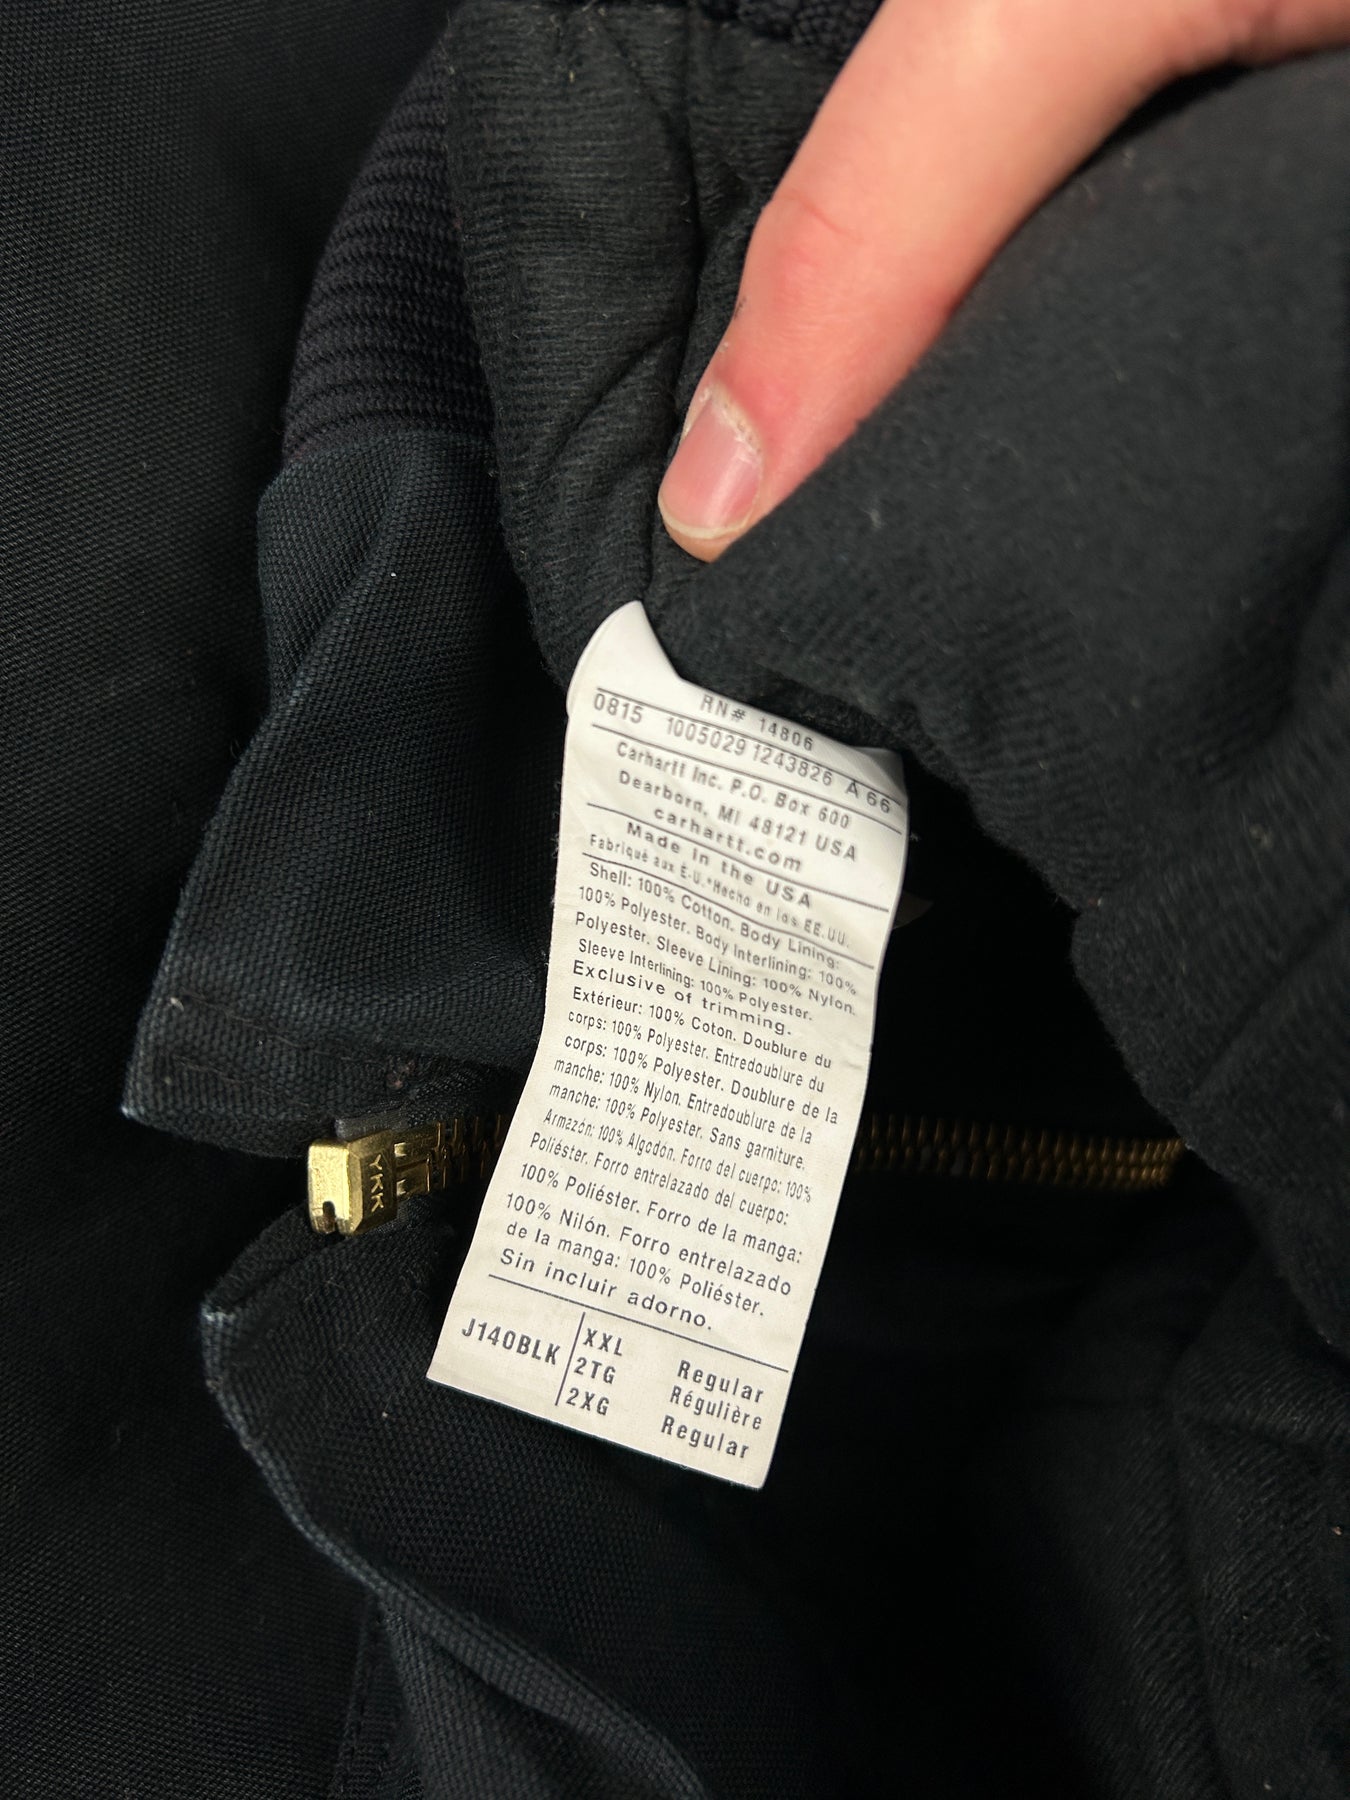 RN# 14806
0815 1005029 1243826 A 66
Carhartt Inc. P.O. Box 600
Dearborn, MI 48121 USA
carhartt.com
Made in the USA
Fabriqué aux É-U.*Hecho en los EE.UU.
Shell: 100% Cotton. Body Lining:
100% Polyester. Body Interlining: 100%
Polyester. Sleeve Lining: 100% Nylon.
Sleeve Interlining: 100% Polyester.
Exclusive of trimming.
Extérieur: 100% Coton. Doublure du
corps: 100% Polyester. Entredoublure du
corps: 100% Polyester. Doublure de la
manche: 100% Nylon. Entredoublure de la
manche: 100% Polyester. Sans garniture.
Armazón: 100% Algodón. Forro del cuerpo: 100%
Poliéster. Forro entrelazado del cuerpo:
100% Poliéster. Forro de la manga:
100% Nilón. Forro entrelazado
de la manga: 100% Poliéster.
Sin incluir adorno.
J140BLK
XXL Regular
2TG Régulière
2XG Regular
YKK